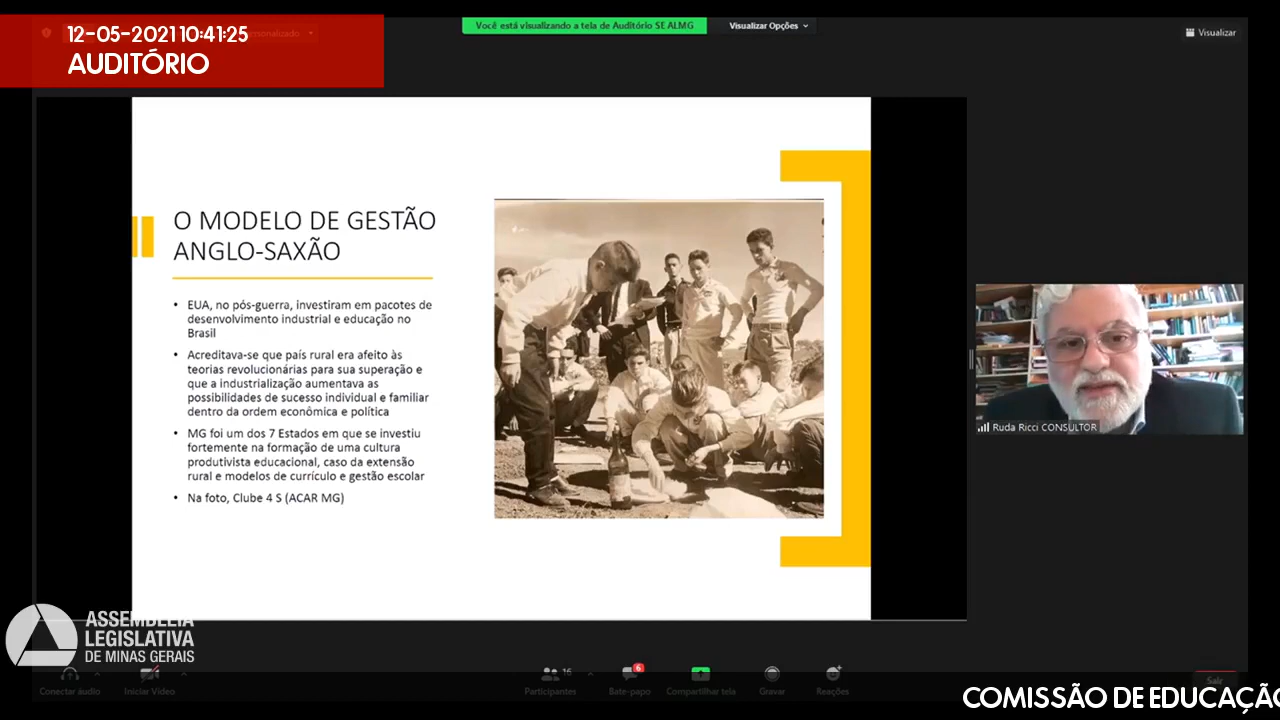 12-05-2021 10:41:25
AUDITÓRIO
Você está visualizando a tela de Auditório SE ALMG
Visualizar Opções
Visualizar
O MODELO DE GESTÃO
ANGLO-SAXÃO
• EUA, no pós-guerra, investiram em pacotes de
desenvolvimento industrial e educação no
Brasil
• Acreditava-se que país rural era afeito às
teorias revolucionárias para sua superação e
que a industrialização aumentava as
possibilidades de sucesso individual e familiar
dentro da ordem econômica e política
• MG foi um dos 7 Estados em que se investiu
fortemente na formação de uma cultura
produtivista educacional, caso da extensão
rural e modelos de currículo e gestão escolar
• Na foto, Clube 4 S (ACAR MG)
Ruda Ricci CONSULTOR
ASSEMBLEIA
LEGISLATIVA
DE MINAS GERAIS
Conectar áudio
Iniciar Vídeo
16
Participantes
6
Bate-papo
Compartilhar tela
Gravar
Reações
Sair
COMISSÃO DE EDUCAÇÃO